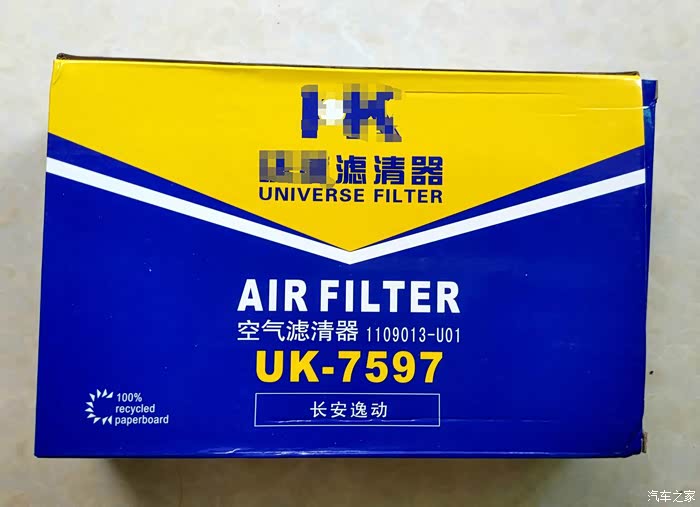 滤清器
UNIVERSE FILTER
AIR FILTER
空气滤清器 1109013-U01
UK-7597
长安逸动
100%
recycled
paperboard
汽车之家